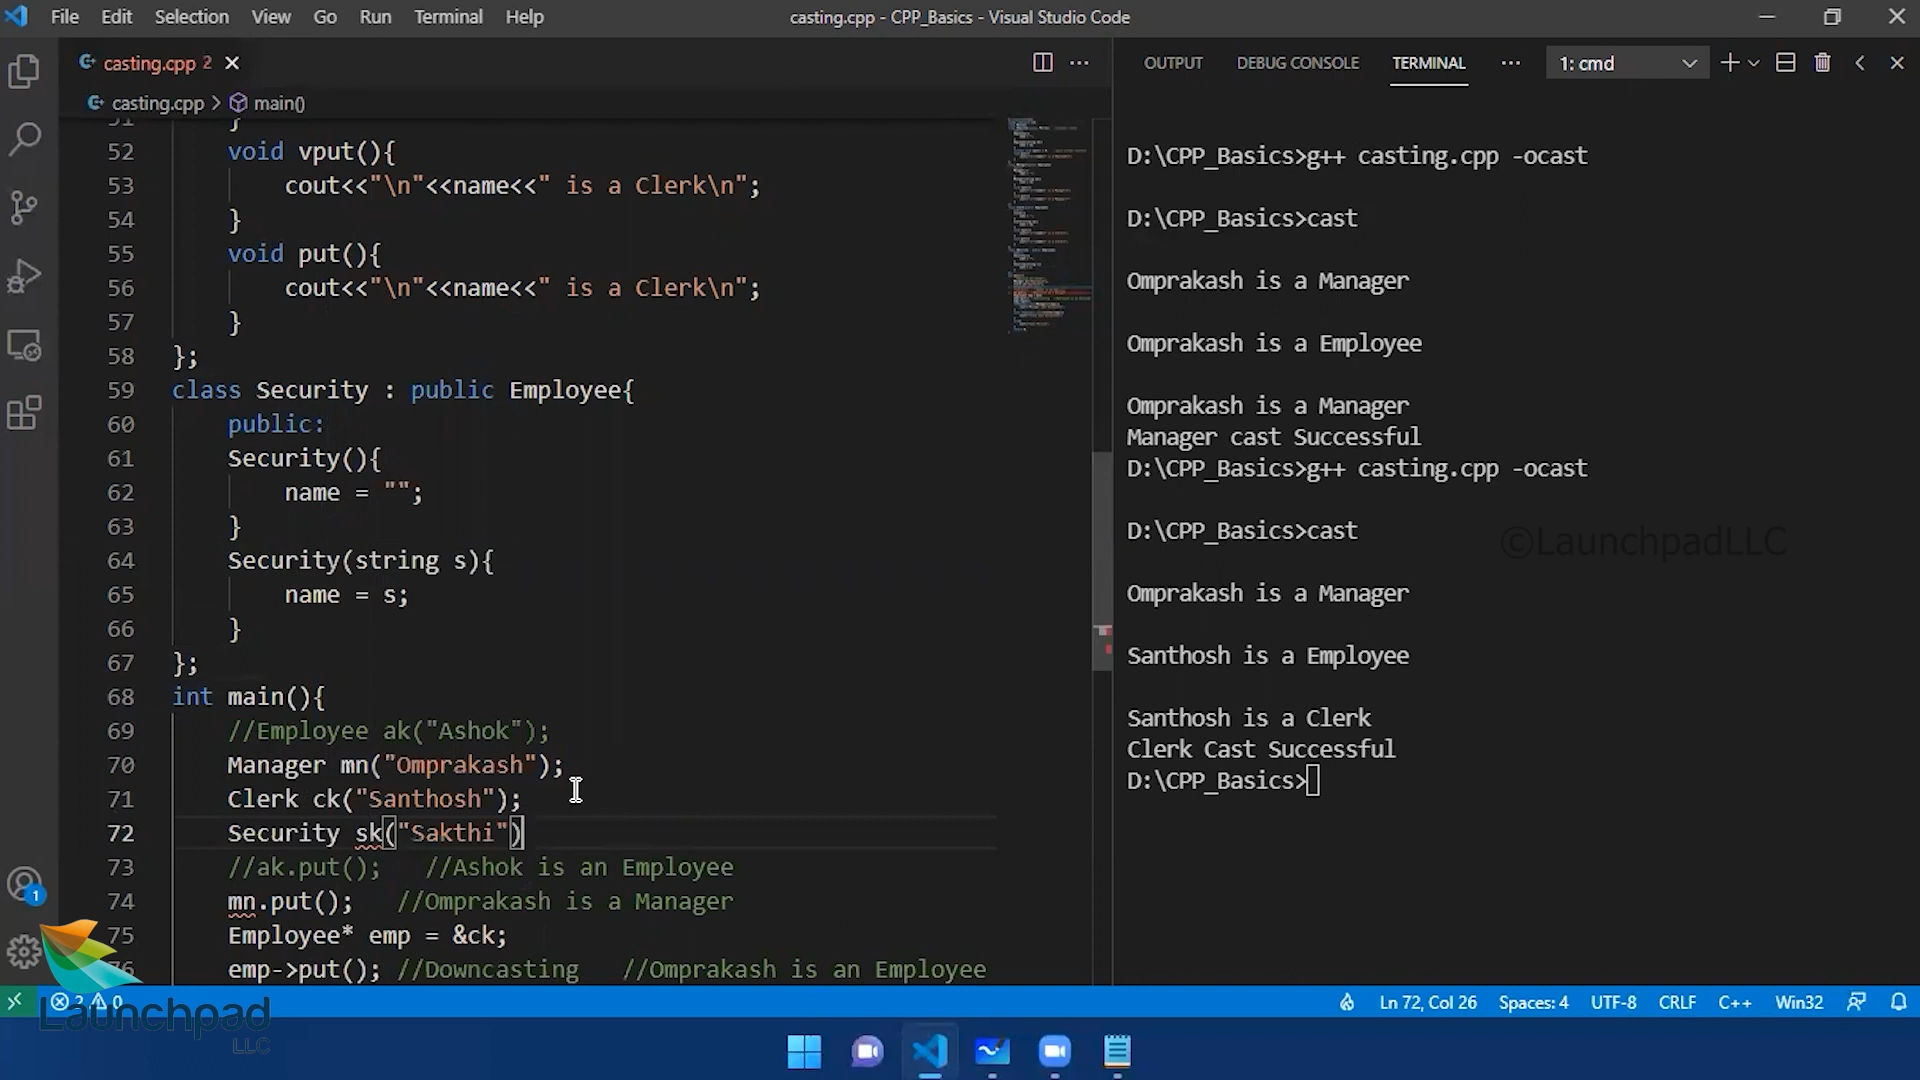 File Edit Selection View Go Run Terminal Help
casting.cpp - CPP_Basics - Visual Studio Code
casting.cpp 2
casting.cpp > main()
51 }
52 void vput(){
53 cout<<"\n"<<name<<" is a Clerk\n";
54 }
55 void put(){
56 cout<<"\n"<<name<<" is a Clerk\n";
57 }
58 };
59 class Security : public Employee{
60 public:
61 Security(){
62 name = "";
63 }
64 Security(string s){
65 name = s;
66 }
67 };
68 int main(){
69 //Employee ak("Ashok");
70 Manager mn("Omprakash");
71 Clerk ck("Santhosh");
72 Security sk("Sakthi")
73 //ak.put(); //Ashok is an Employee
74 mn.put(); //Omprakash is a Manager
75 Employee* emp = &ck;
76 emp->put(); //Downcasting //Omprakash is an Employee
OUTPUT DEBUG CONSOLE TERMINAL ··· 1: cmd
D:\CPP_Basics>g++ casting.cpp -ocast
D:\CPP_Basics>cast
Omprakash is a Manager
Omprakash is a Employee
Omprakash is a Manager
Manager cast Successful
D:\CPP_Basics>g++ casting.cpp -ocast
D:\CPP_Basics>cast
Omprakash is a Manager
Santhosh is a Employee
Santhosh is a Clerk
Clerk Cast Successful
D:\CPP_Basics>
©LaunchpadLLC
1
2 0
Launchpad
LLC
Ln 72, Col 26 Spaces: 4 UTF-8 CRLF C++ Win32